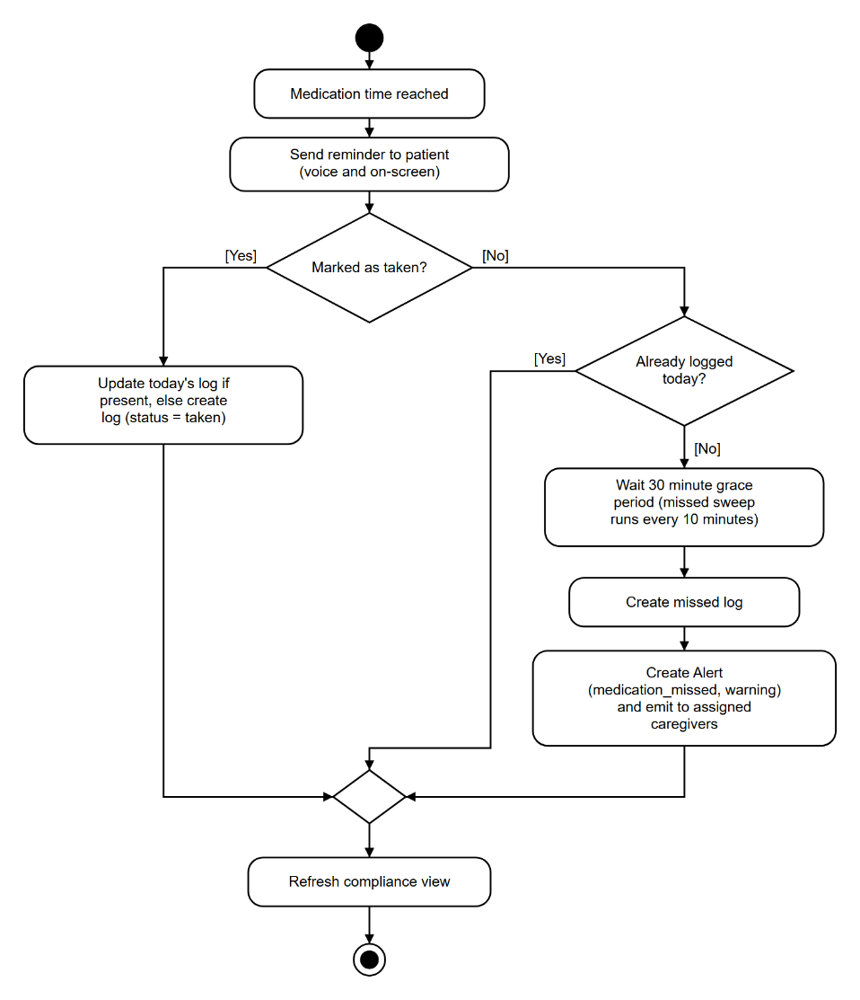 Medication time reached
Send reminder to patient
(voice and on-screen)
[Yes]
Marked as taken?
[No]
[Yes]
Already logged
today?
Update today's log if
present, else create
log (status = taken)
[No]
Wait 30 minute grace
period (missed sweep
runs every 10 minutes)
Create missed log
Create Alert
(medication_missed, warning)
and emit to assigned
caregivers
Refresh compliance view